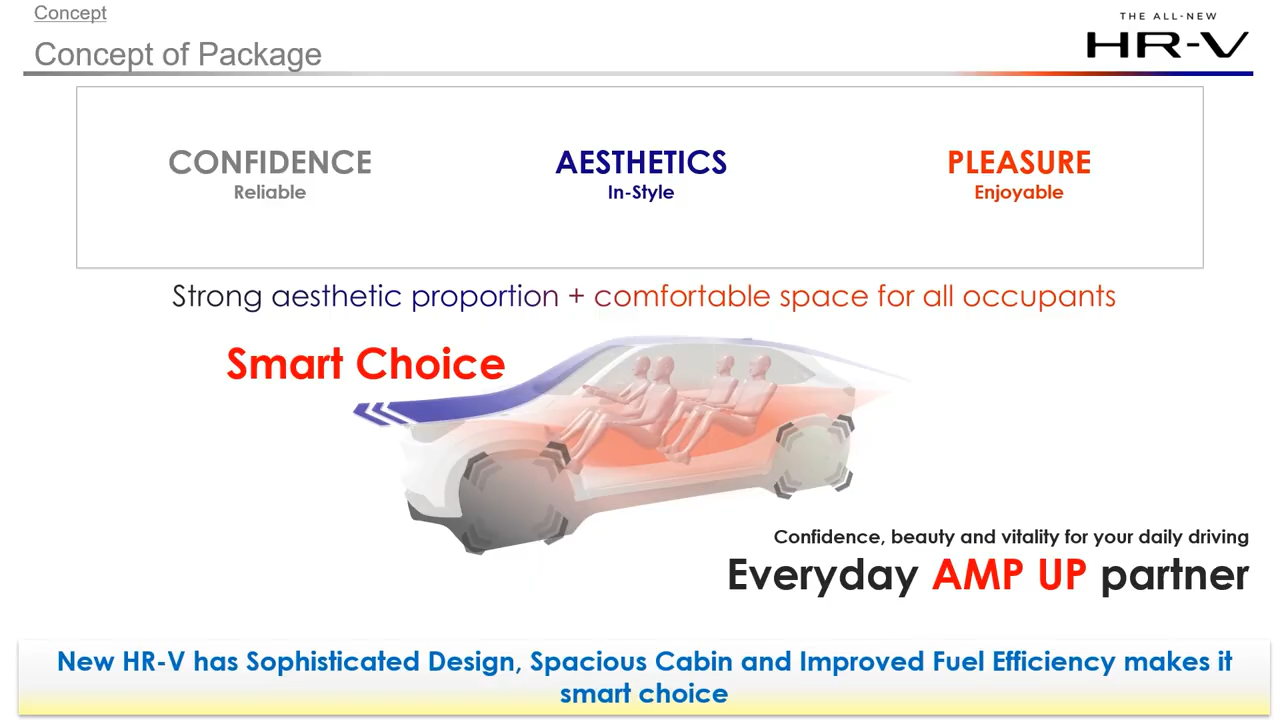 Concept
Concept of Package
THE ALL-NEW
HR-V
CONFIDENCE
Reliable
AESTHETICS
In-Style
PLEASURE
Enjoyable
Strong aesthetic proportion + comfortable space for all occupants
Smart Choice
Confidence, beauty and vitality for your daily driving
Everyday AMP UP partner
New HR-V has Sophisticated Design, Spacious Cabin and Improved Fuel Efficiency makes it
smart choice